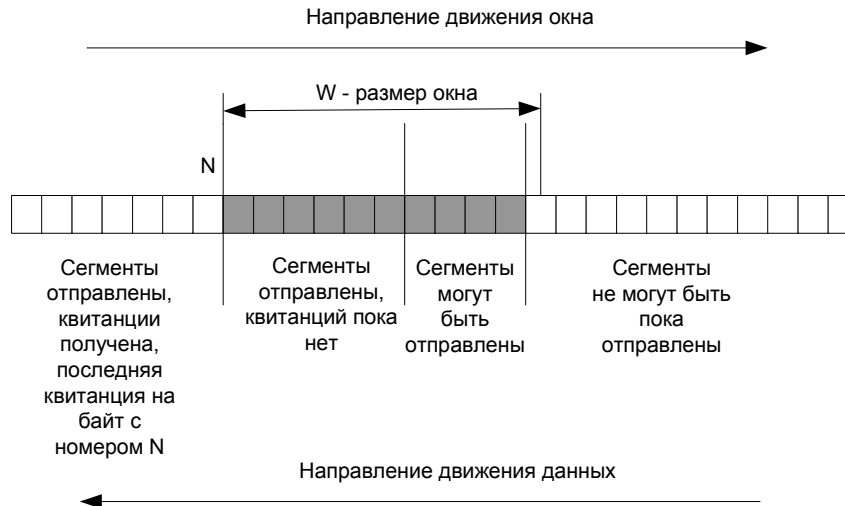 Направление движения окна
W - размер окна
N
Сегменты
отправлены,
квитанции
получена,
последняя
квитанция на
байт с
номером N
Сегменты
отправлены,
квитанций пока
нет
Сегменты
могут
быть
отправлены
Сегменты
не могут быть
пока
отправлены
Направление движения данных